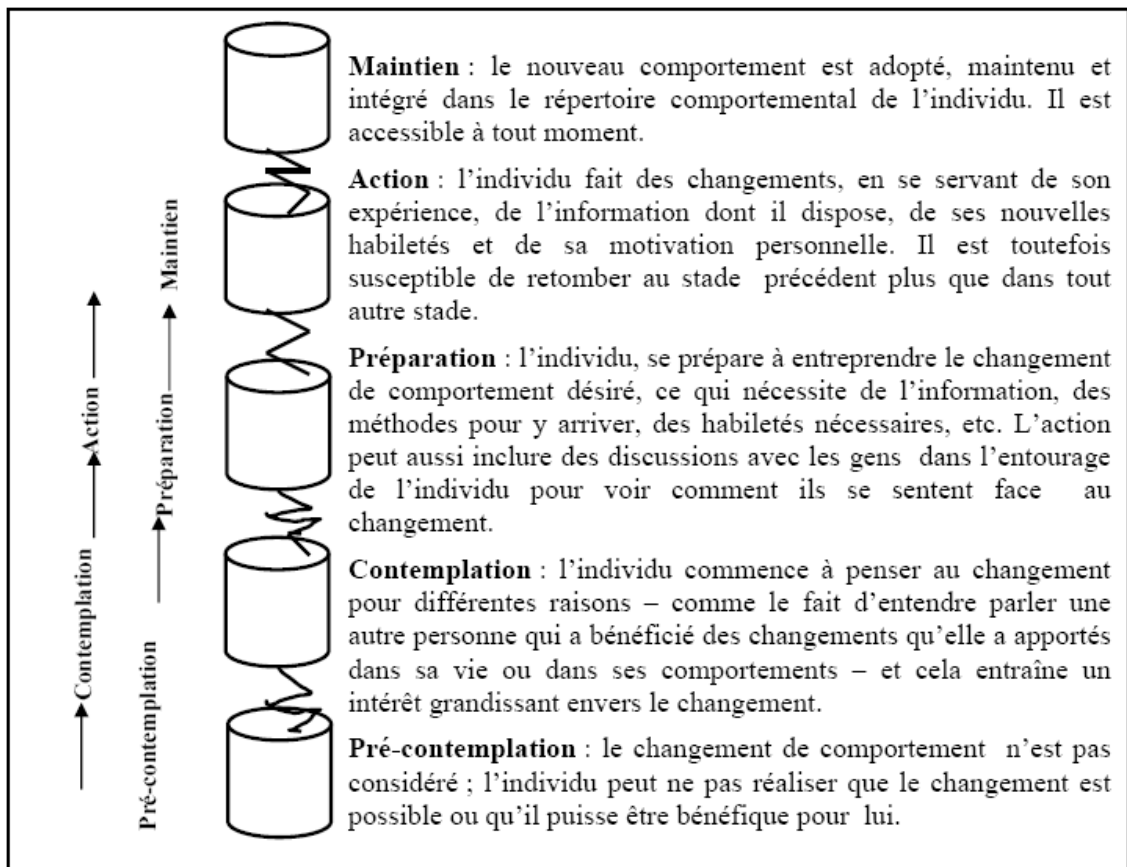 Maintien : le nouveau comportement est adopté, maintenu et
intégré dans le répertoire comportemental de l’individu. Il est
accessible à tout moment.
Action : l’individu fait des changements, en se servant de son
expérience, de l’information dont il dispose, de ses nouvelles
habiletés et de sa motivation personnelle. Il est toutefois
susceptible de retomber au stade précédent plus que dans tout
autre stade.
Préparation : l’individu, se prépare à entreprendre le changement
de comportement désiré, ce qui nécessite de l’information, des
méthodes pour y arriver, des habiletés nécessaires, etc. L’action
peut aussi inclure des discussions avec les gens dans l’entourage
de l’individu pour voir comment ils se sentent face au
changement.
Contemplation : l’individu commence à penser au changement
pour différentes raisons – comme le fait d’entendre parler une
autre personne qui a bénéficié des changements qu’elle a apportés
dans sa vie ou dans ses comportements – et cela entraîne un
intérêt grandissant envers le changement.
Pré-contemplation : le changement de comportement n’est pas
considéré ; l’individu peut ne pas réaliser que le changement est
possible ou qu’il puisse être bénéfique pour lui.
Contemplation
Action
Pré-contemplation
Préparation
Maintien